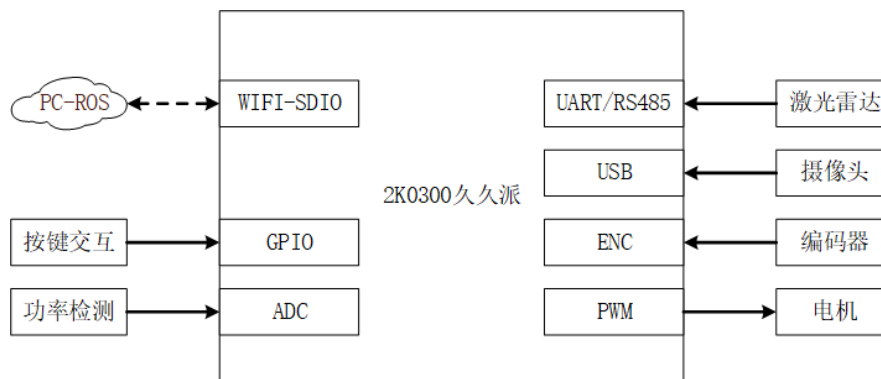 PC-ROS
WIFI-SDIO
UART/RS485
激光雷达
USB
摄像头
2K0300久久派
按键交互
GPIO
ENC
编码器
功率检测
ADC
PWM
电机